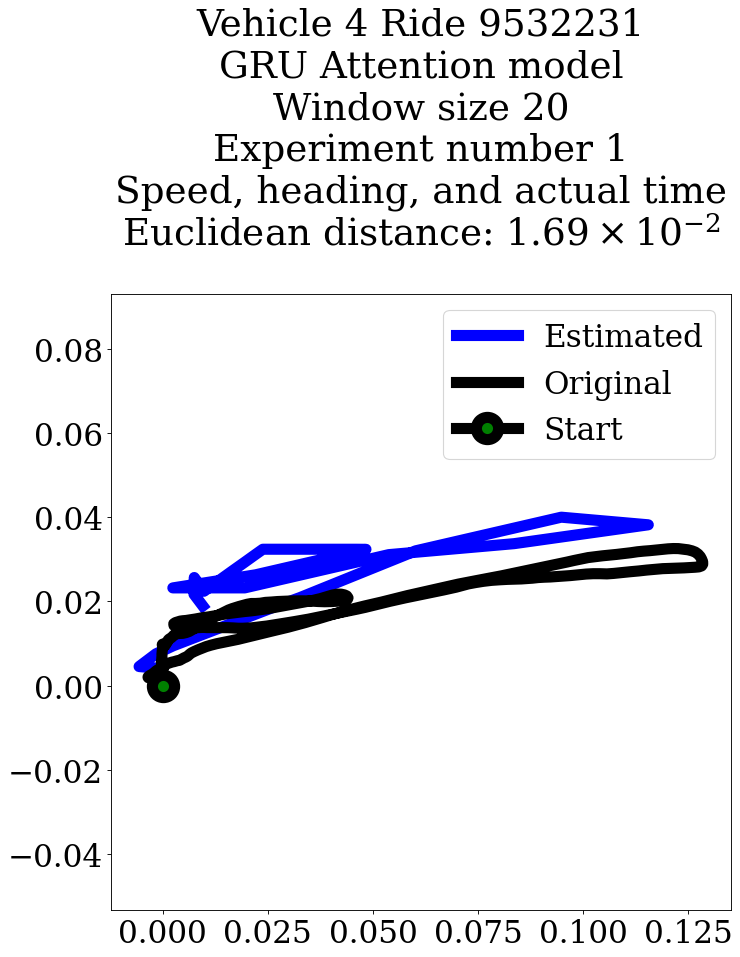 Vehicle 4 Ride 9532231
GRU Attention model
Window size 20
Experiment number 1
Speed, heading, and actual time
Euclidean distance: 1.69 × 10⁻²
Estimated
Original
Start
0.08
0.06
0.04
0.02
0.00
−0.02
−0.04
0.000 0.025 0.050 0.075 0.100 0.125